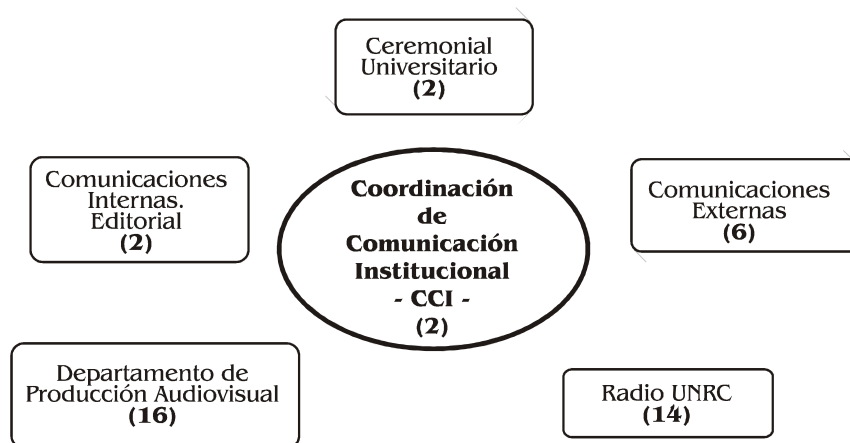 Ceremonial
Universitario
(2)
Comunicaciones
Internas.
Editorial
(2)
Coordinación
de
Comunicación
Institucional
- CCI -
(2)
Comunicaciones
Externas
(6)
Departamento de
Producción Audiovisual
(16)
Radio UNRC
(14)